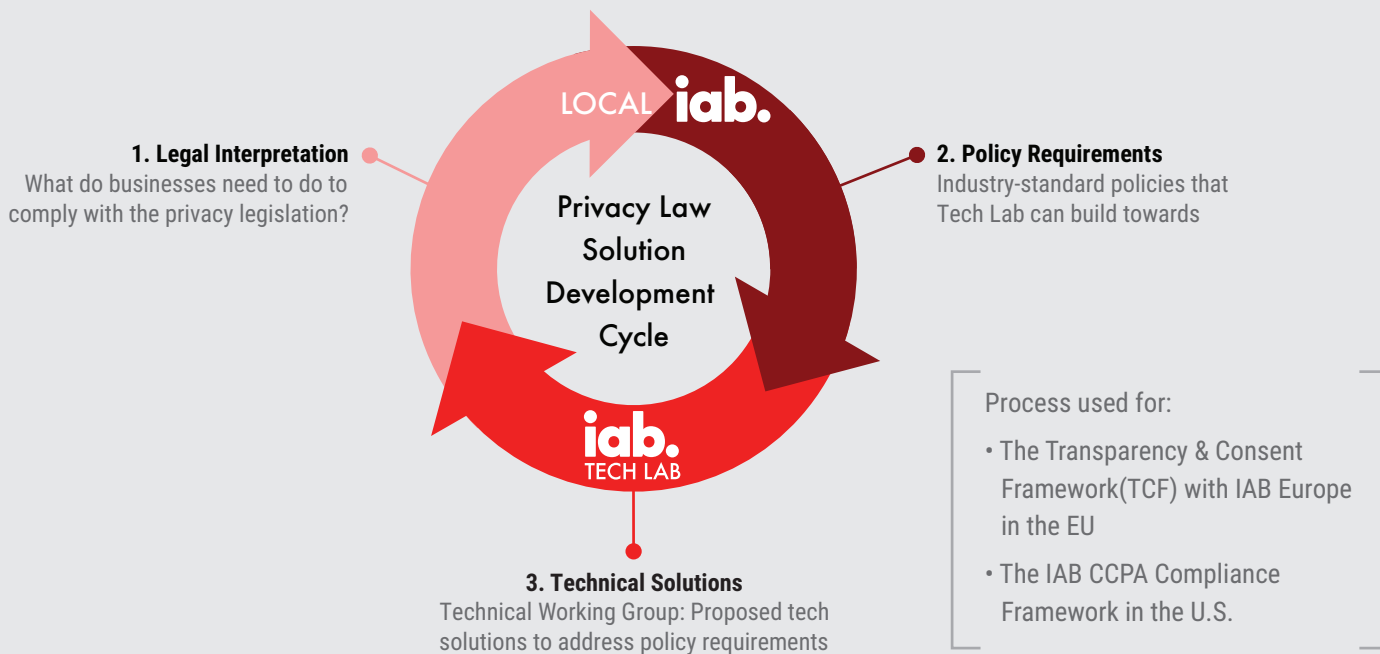 LOCAL iab.
1. Legal Interpretation
What do businesses need to do to
comply with the privacy legislation?
2. Policy Requirements
Industry-standard policies that
Tech Lab can build towards
Privacy Law
Solution
Development
Cycle
iab.
TECH LAB
3. Technical Solutions
Technical Working Group: Proposed tech
solutions to address policy requirements
Process used for:
• The Transparency & Consent
Framework(TCF) with IAB Europe
in the EU
• The IAB CCPA Compliance
Framework in the U.S.